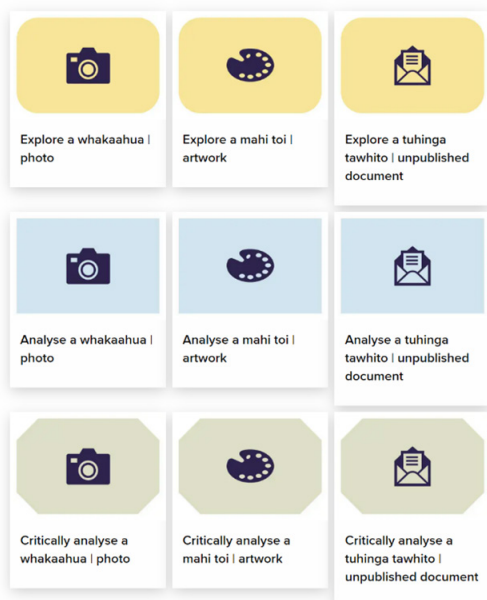 Explore a whakaahua |
photo
Explore a mahi toi |
artwork
Explore a tuhinga
tawhito | unpublished
document
Analyse a whakaahua |
photo
Analyse a mahi toi |
artwork
Analyse a tuhinga
tawhito | unpublished
document
Critically analyse a
whakaahua | photo
Critically analyse a
mahi toi | artwork
Critically analyse a
tuhinga tawhito |
unpublished document